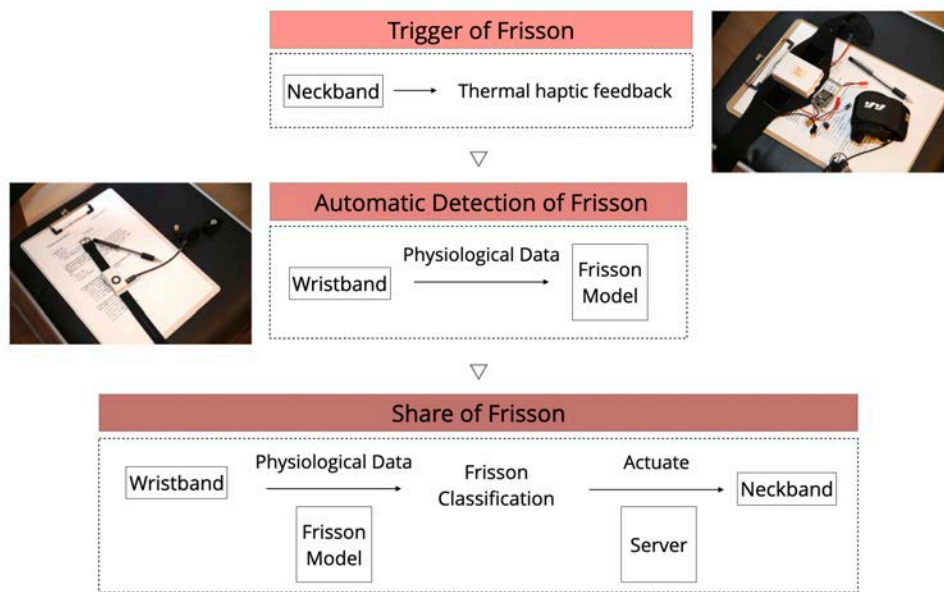 Trigger of Frisson
Neckband
Thermal haptic feedback
Automatic Detection of Frisson
Physiological Data
Wristband
Frisson
Model
Share of Frisson
Physiological Data
Actuate
Wristband
Frisson
Classification
Neckband
Frisson
Model
Server